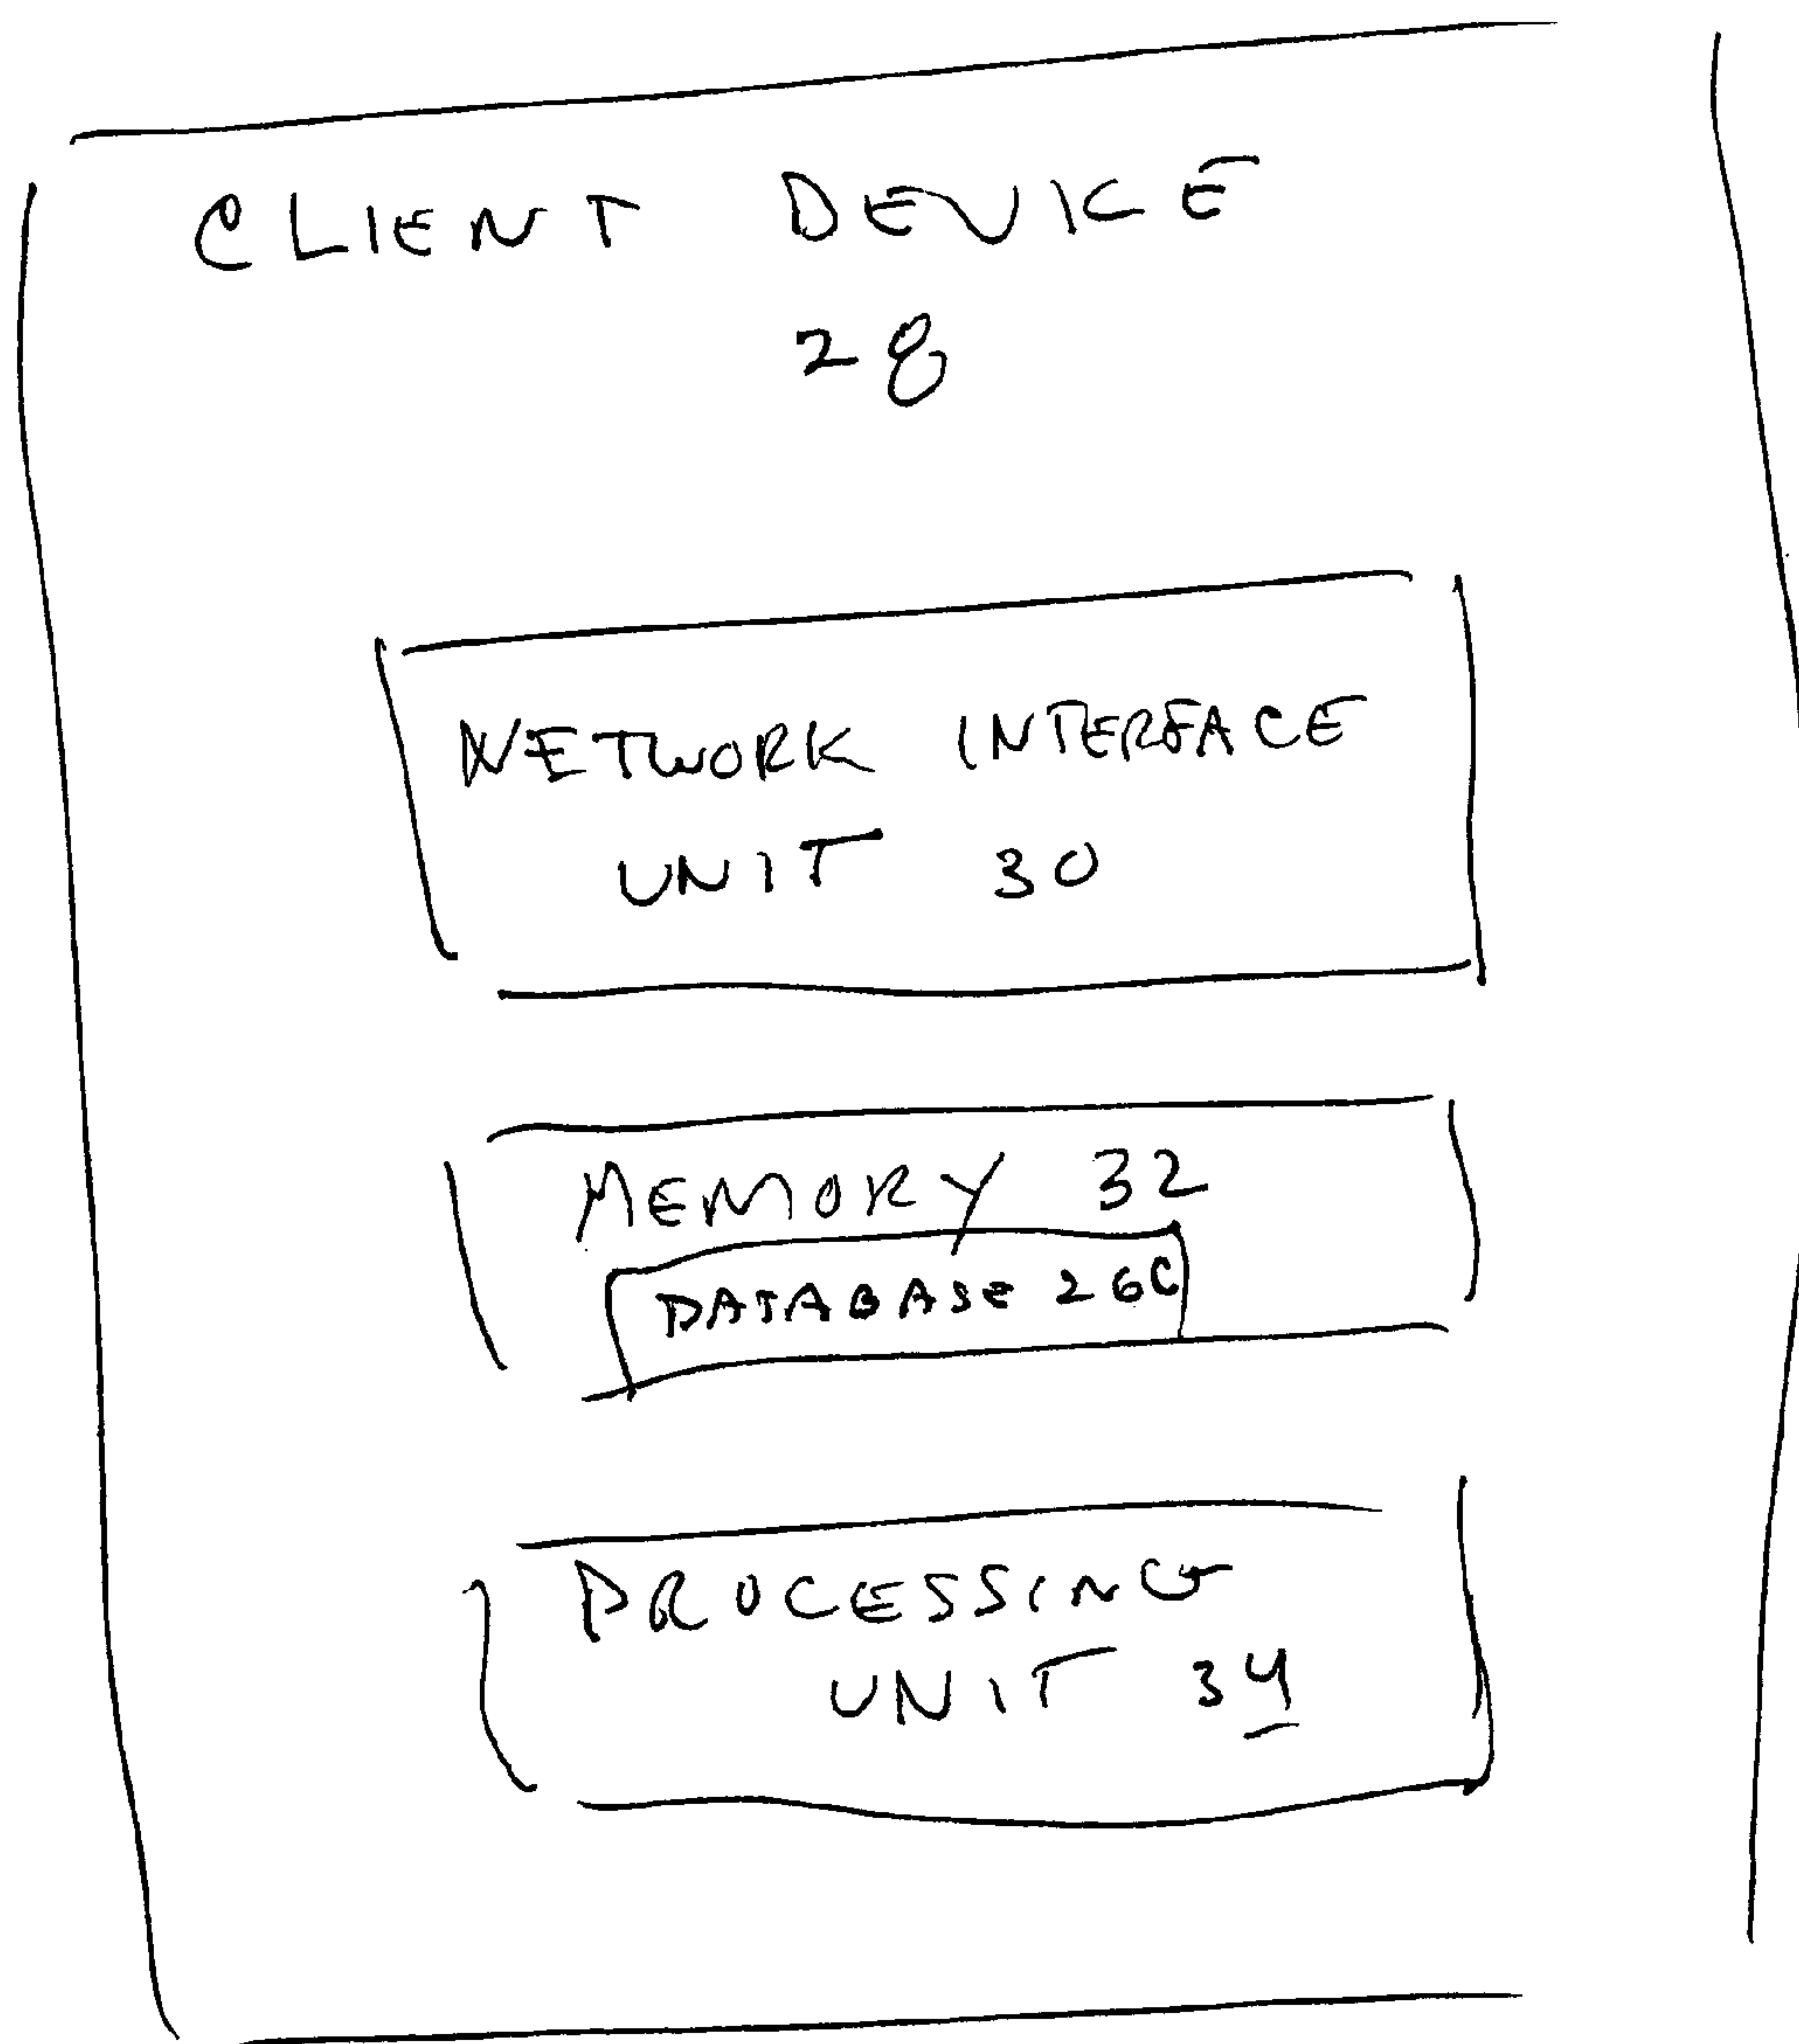 CLIENT DEVICE
28
NETWORK INTERFACE
UNIT 30
MEMORY 32
DATABASE 26C
PROCESSING
UNIT 34